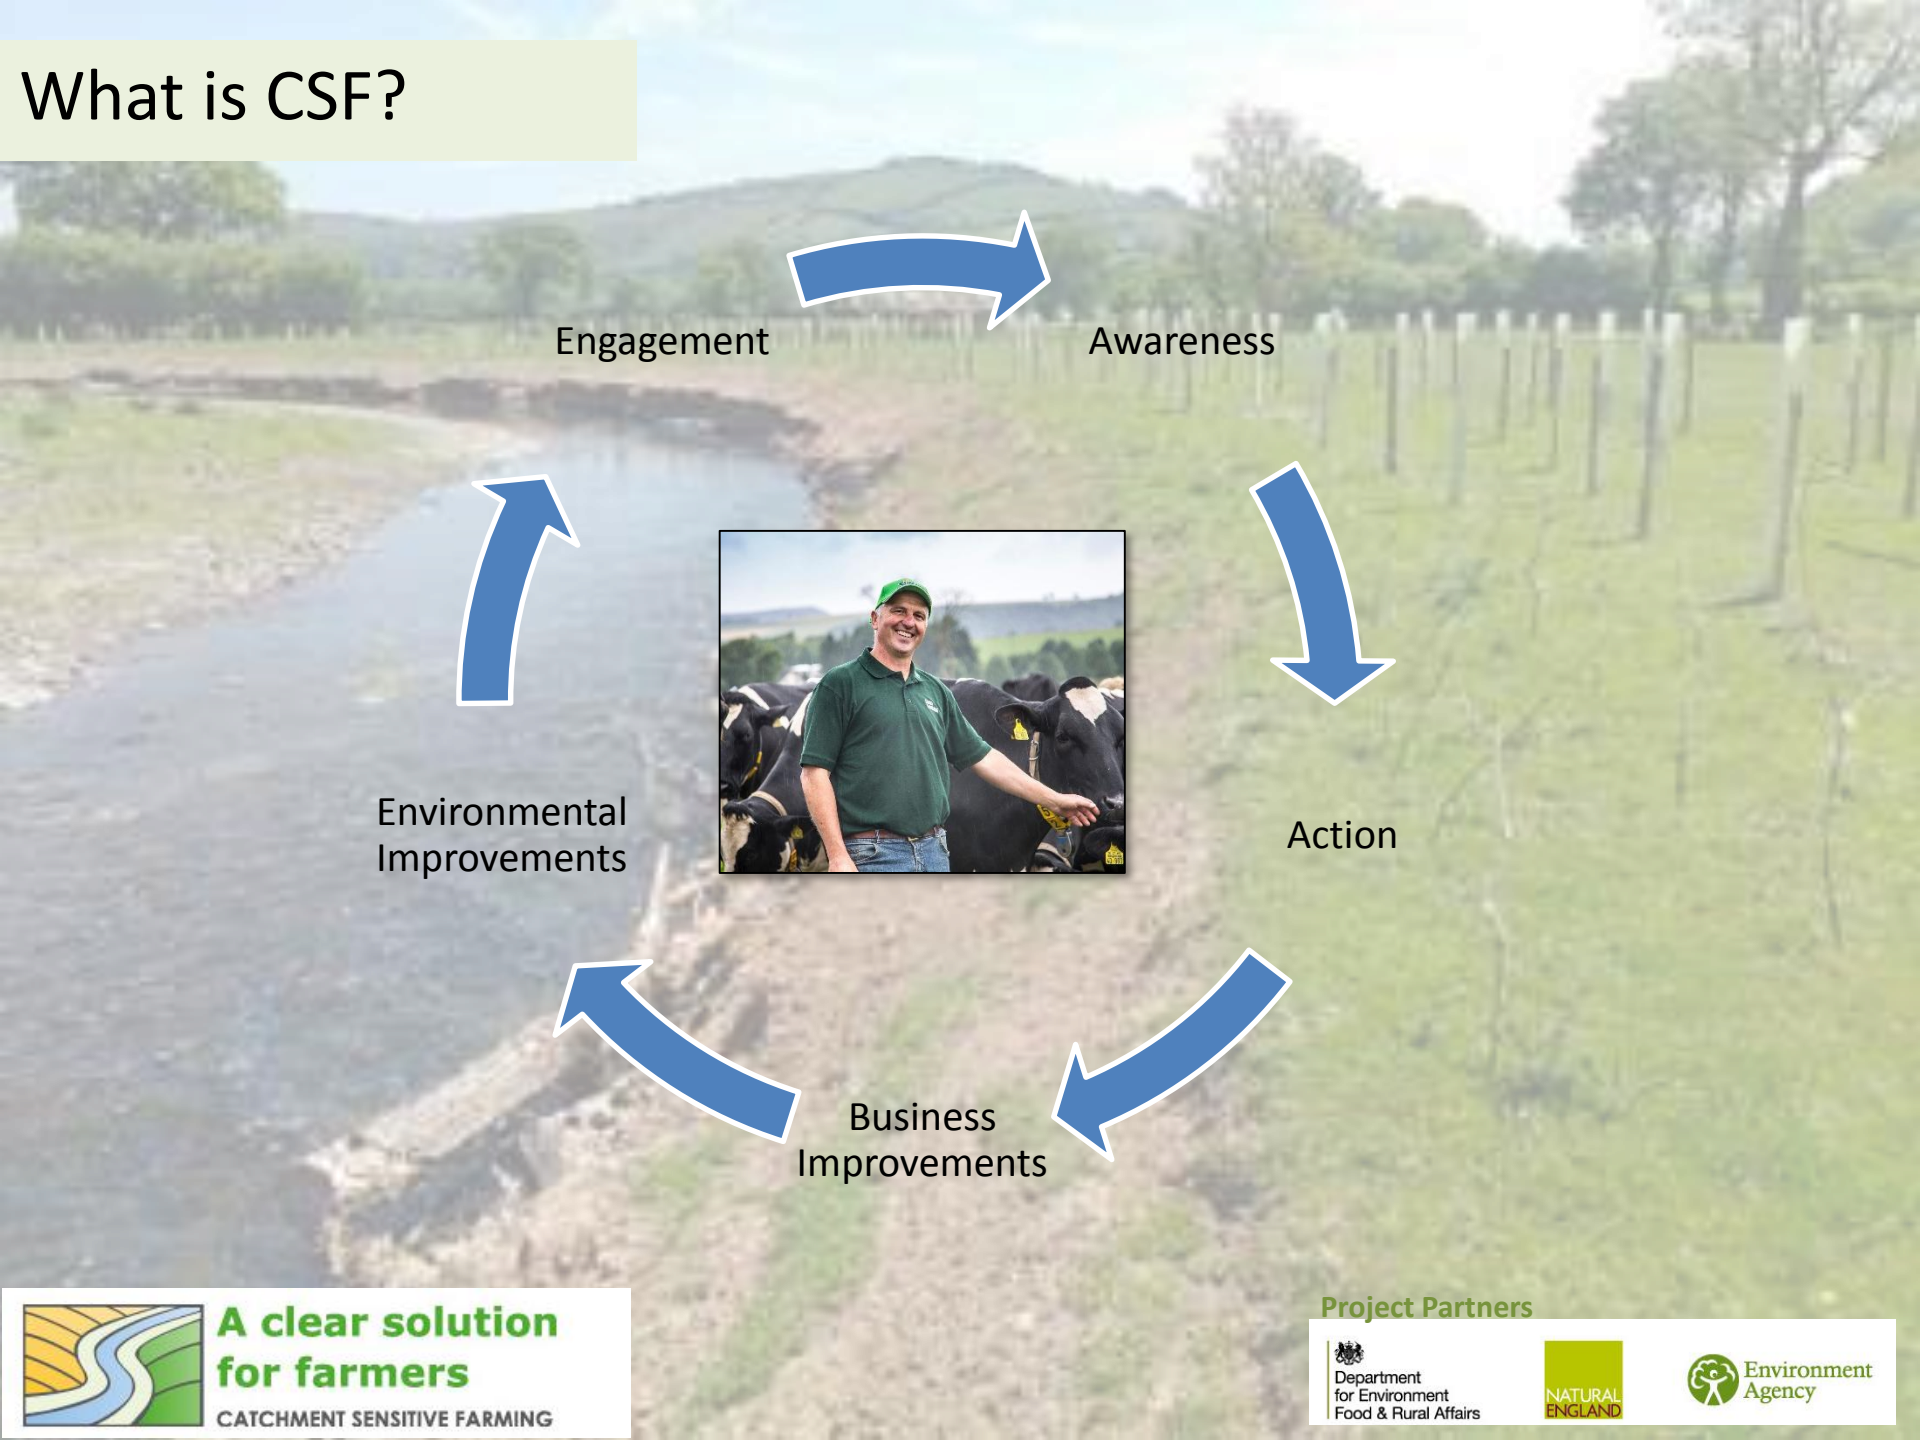 What is CSF?
Engagement
Awareness
Environmental
Improvements
Action
Business
Improvements
A clear solution
for farmers
CATCHMENT SENSITIVE FARMING
Project Partners
Department
for Environment
Food & Rural Affairs
NATURAL
ENGLAND
Environment
Agency